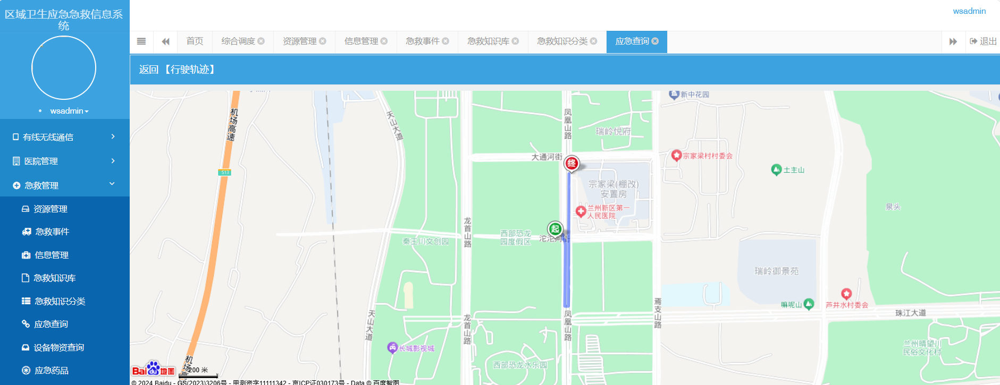 区域卫生应急急救信息系
统
wsadmin
wsadmin
首页
综合调度
资源管理
信息管理
急救事件
急救知识库
急救知识分类
应急查询
退出
返回 【行驶轨迹】
有线无线通信
医院管理
急救管理
资源管理
急救事件
信息管理
急救知识库
急救知识分类
应急查询
设备物资查询
应急药品
机场高速
S13
天山大道
凤凰山路
新中花园
瑞岭悦府
大通河街
终
宗家梁村村委会
土主山
宗家梁(棚改)
安置房
兰州新区第一
人民医院
泉头
龙首山路
起
西部恐龙
园度假区
沱沱河街
秦王川文创园
瑞岭御景苑
嘛呢山
芦井水村委会
珠江大道
焉支山路
天山大道
龙首山路
凤凰山路
长城影视城
西部恐龙水乐园
兰州晴望川
民俗文化村
机场高
Bai du 地图
200 米
© 2024 Baidu - GS(2023)3206号 - 甲测资字11111342 - 京ICP证030173号 - Data © 百度智图